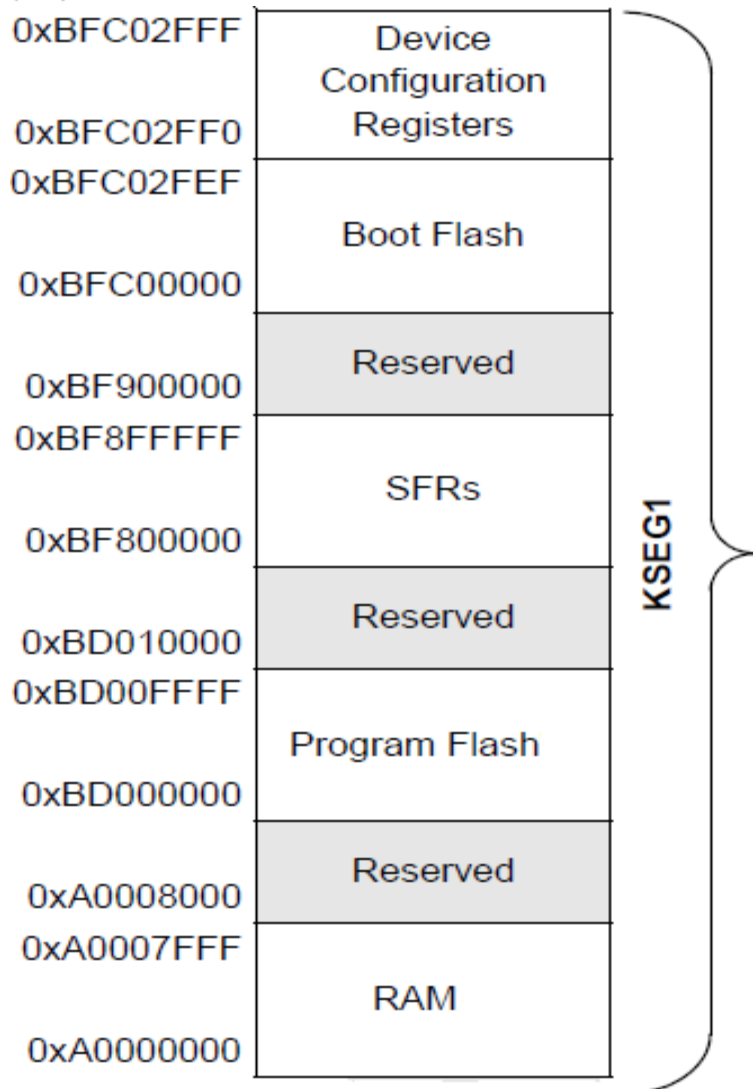 0xBFC02FFF
Device
Configuration
Registers
0xBFC02FF0
0xBFC02FEF
Boot Flash
0xBFC00000
Reserved
0xBF900000
0xBF8FFFFF
SFRs
0xBF800000
Reserved
0xBD010000
0xBD00FFFF
Program Flash
0xBD000000
Reserved
0xA0008000
0xA0007FFF
RAM
0xA0000000
KSEG1